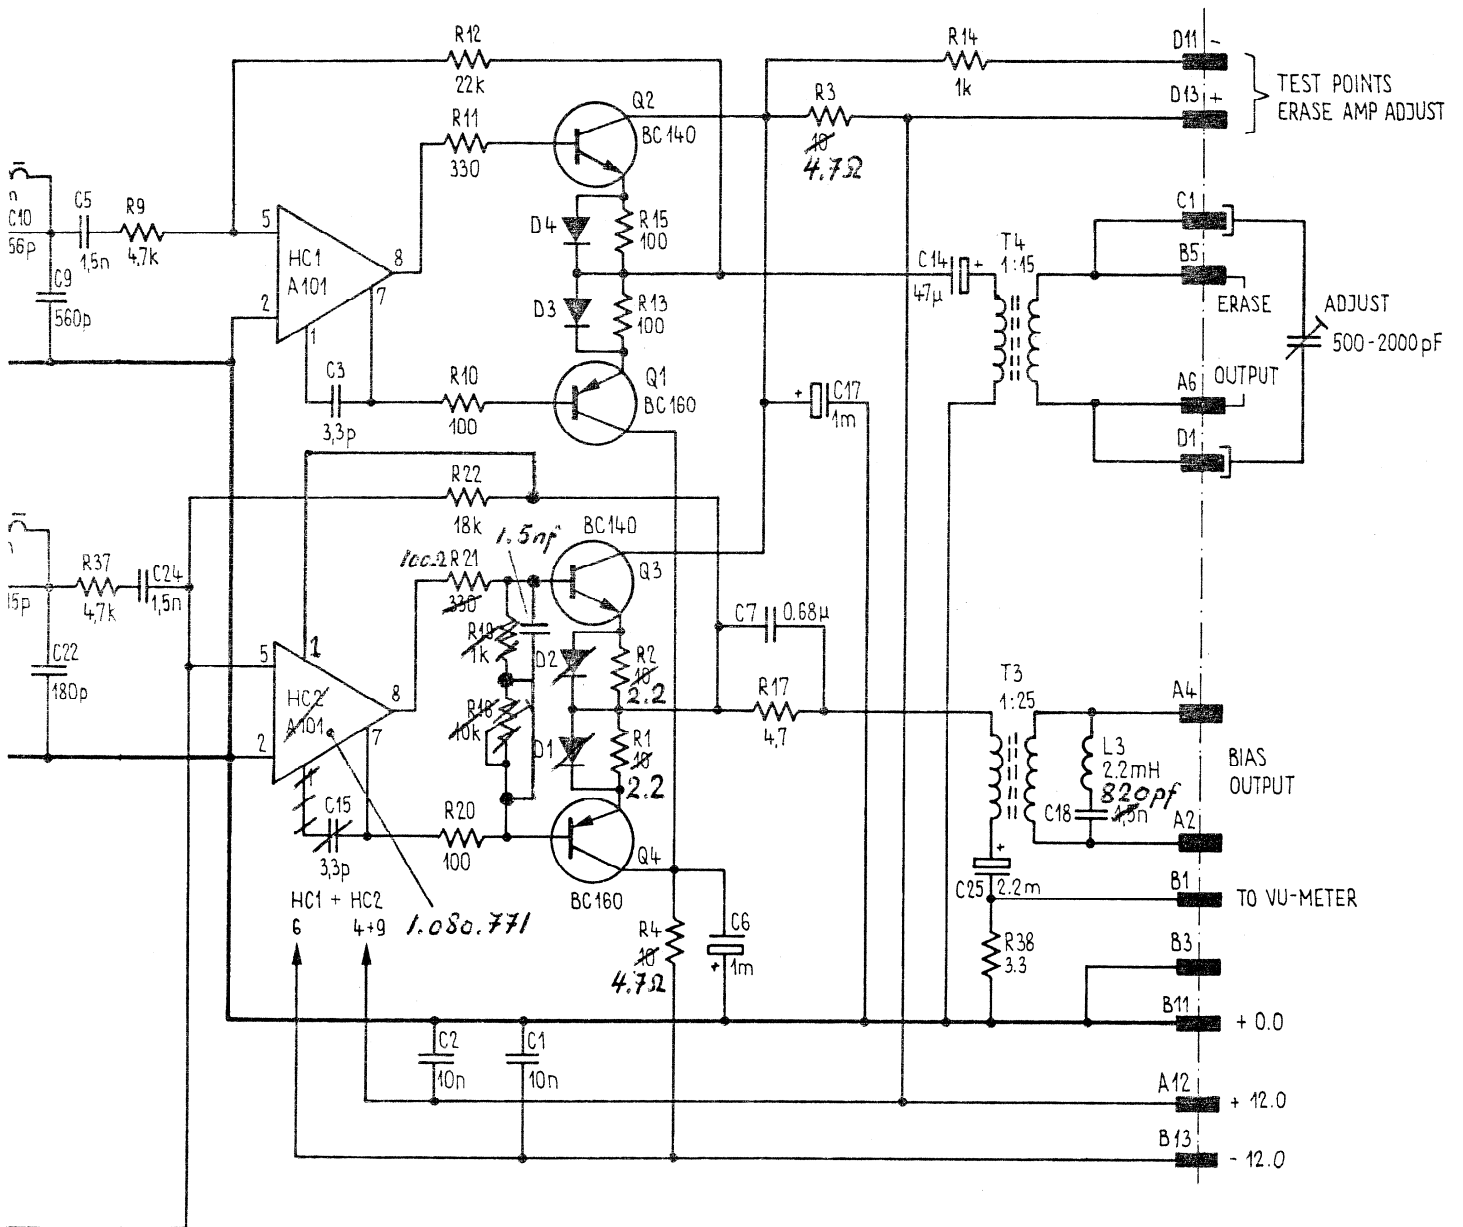 R12
22k
R14
1k
D11 -
D13 +
TEST POINTS
ERASE AMP ADJUST
R11
330
Q2
BC 140
R3
10
4.7Ω
C10
56p
C5
1,5n
R9
4,7k
5
HC1
A101
8
2
7
1
C9
560p
D4
R15
100
D3
R13
100
C14 +
47µ
T4
1:15
C1
B5
ERASE
ADJUST
500-2000pF
OUTPUT
A6
D1
C3
3,3p
R10
100
Q1
BC160
+ C17
1m
R22
18k
BC140
1.5nf
100Ω R21
330
Q3
R37
4,7k
C24
1,5n
15p
C22
180p
5
1
HC2
A101
8
2
7
1
R19
1k
D2
R2
10
2.2
R18
10k
D1
R1
10
2.2
C7 0.68µ
R17
4,7
T3
1:25
A4
L3
2.2mH
820pf
C18 1,5n
BIAS
OUTPUT
A2
C15
3,3p
R20
100
Q4
BC160
+
C25 2.2m
B1
TO VU-METER
HC1 + HC2
6 4+9
1.080.771
R4
10
4.7Ω
C6
+ 1m
R38
3.3
B3
B11
+ 0.0
C2
10n
C1
10n
A12
+ 12.0
B13
- 12.0